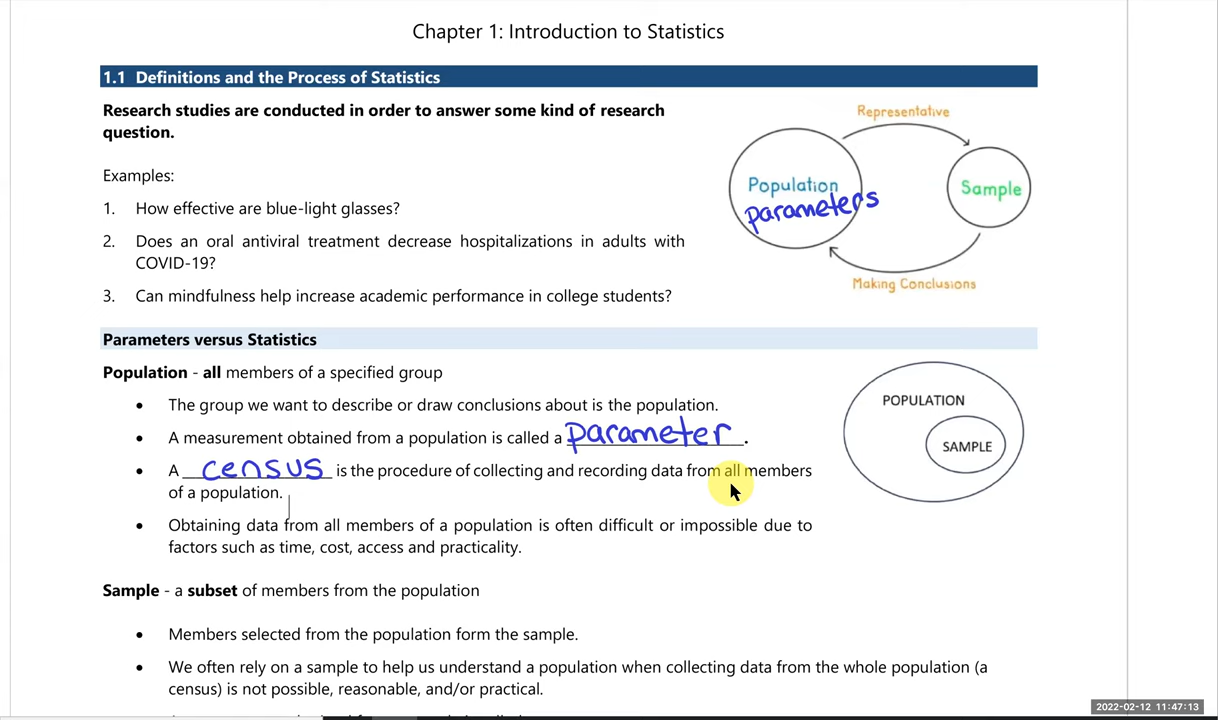 Chapter 1: Introduction to Statistics
1.1 Definitions and the Process of Statistics
Research studies are conducted in order to answer some kind of research
question.
Examples:
1. How effective are blue-light glasses?
2. Does an oral antiviral treatment decrease hospitalizations in adults with
COVID-19?
3. Can mindfulness help increase academic performance in college students?
Representative
Population
parameters
Sample
Making Conclusions
Parameters versus Statistics
Population - all members of a specified group
• The group we want to describe or draw conclusions about is the population.
• A measurement obtained from a population is called a parameter.
• A census is the procedure of collecting and recording data from all members
of a population.
• Obtaining data from all members of a population is often difficult or impossible due to
factors such as time, cost, access and practicality.
POPULATION
SAMPLE
Sample - a subset of members from the population
• Members selected from the population form the sample.
• We often rely on a sample to help us understand a population when collecting data from the whole population (a
census) is not possible, reasonable, and/or practical.
2022-02-12 11:47:13